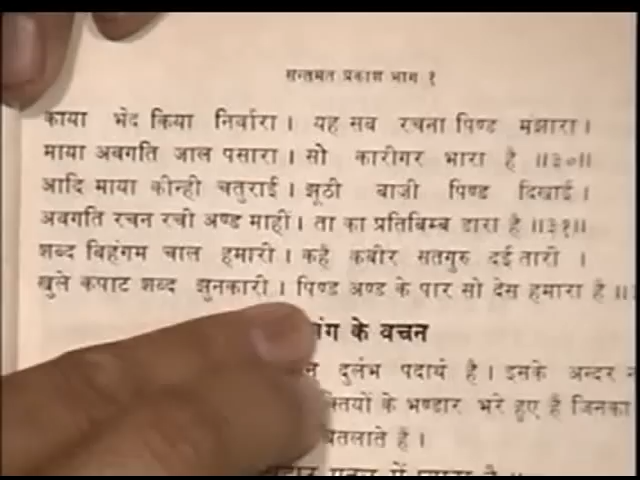 सन्तमत प्रकाश भाग १
काया भेद किया निर्वारा । यह सब रचना पिण्ड मंझारा ।
माया अवगति जाल पसारा । सो कारीगर भारा है ॥३०॥
आदि माया कीन्ही चतुराई । झूठी बाजी पिण्ड दिखाई ।
अवगति रचन रची अण्ड माहीं । ता का प्रतिबिम्ब डारा है ॥३१॥
शब्द बिहंगम चाल हमारी । कहै कबीर सतगुरु दई तारी ।
खुले कपाट शब्द झुनकारी । पिण्ड अण्ड के पार सो देस हमारा है ॥
के वचन
दुर्लभ पदार्थ है । इसके अन्दर
के भण्डार भरे हुए हैं जिनका
बतलाते हैं ।